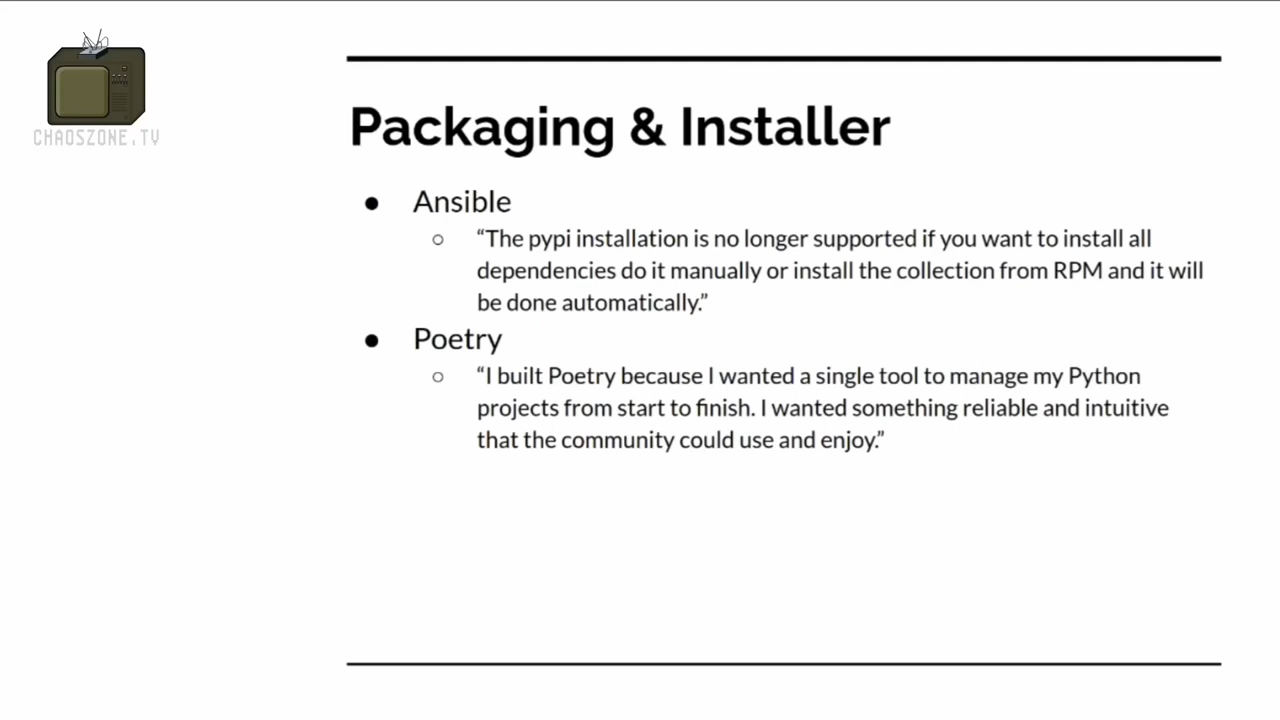 CHAOSZONE.TV
Packaging & Installer
● Ansible
○ “The pypi installation is no longer supported if you want to install all
dependencies do it manually or install the collection from RPM and it will
be done automatically.”
● Poetry
○ “I built Poetry because I wanted a single tool to manage my Python
projects from start to finish. I wanted something reliable and intuitive
that the community could use and enjoy.”